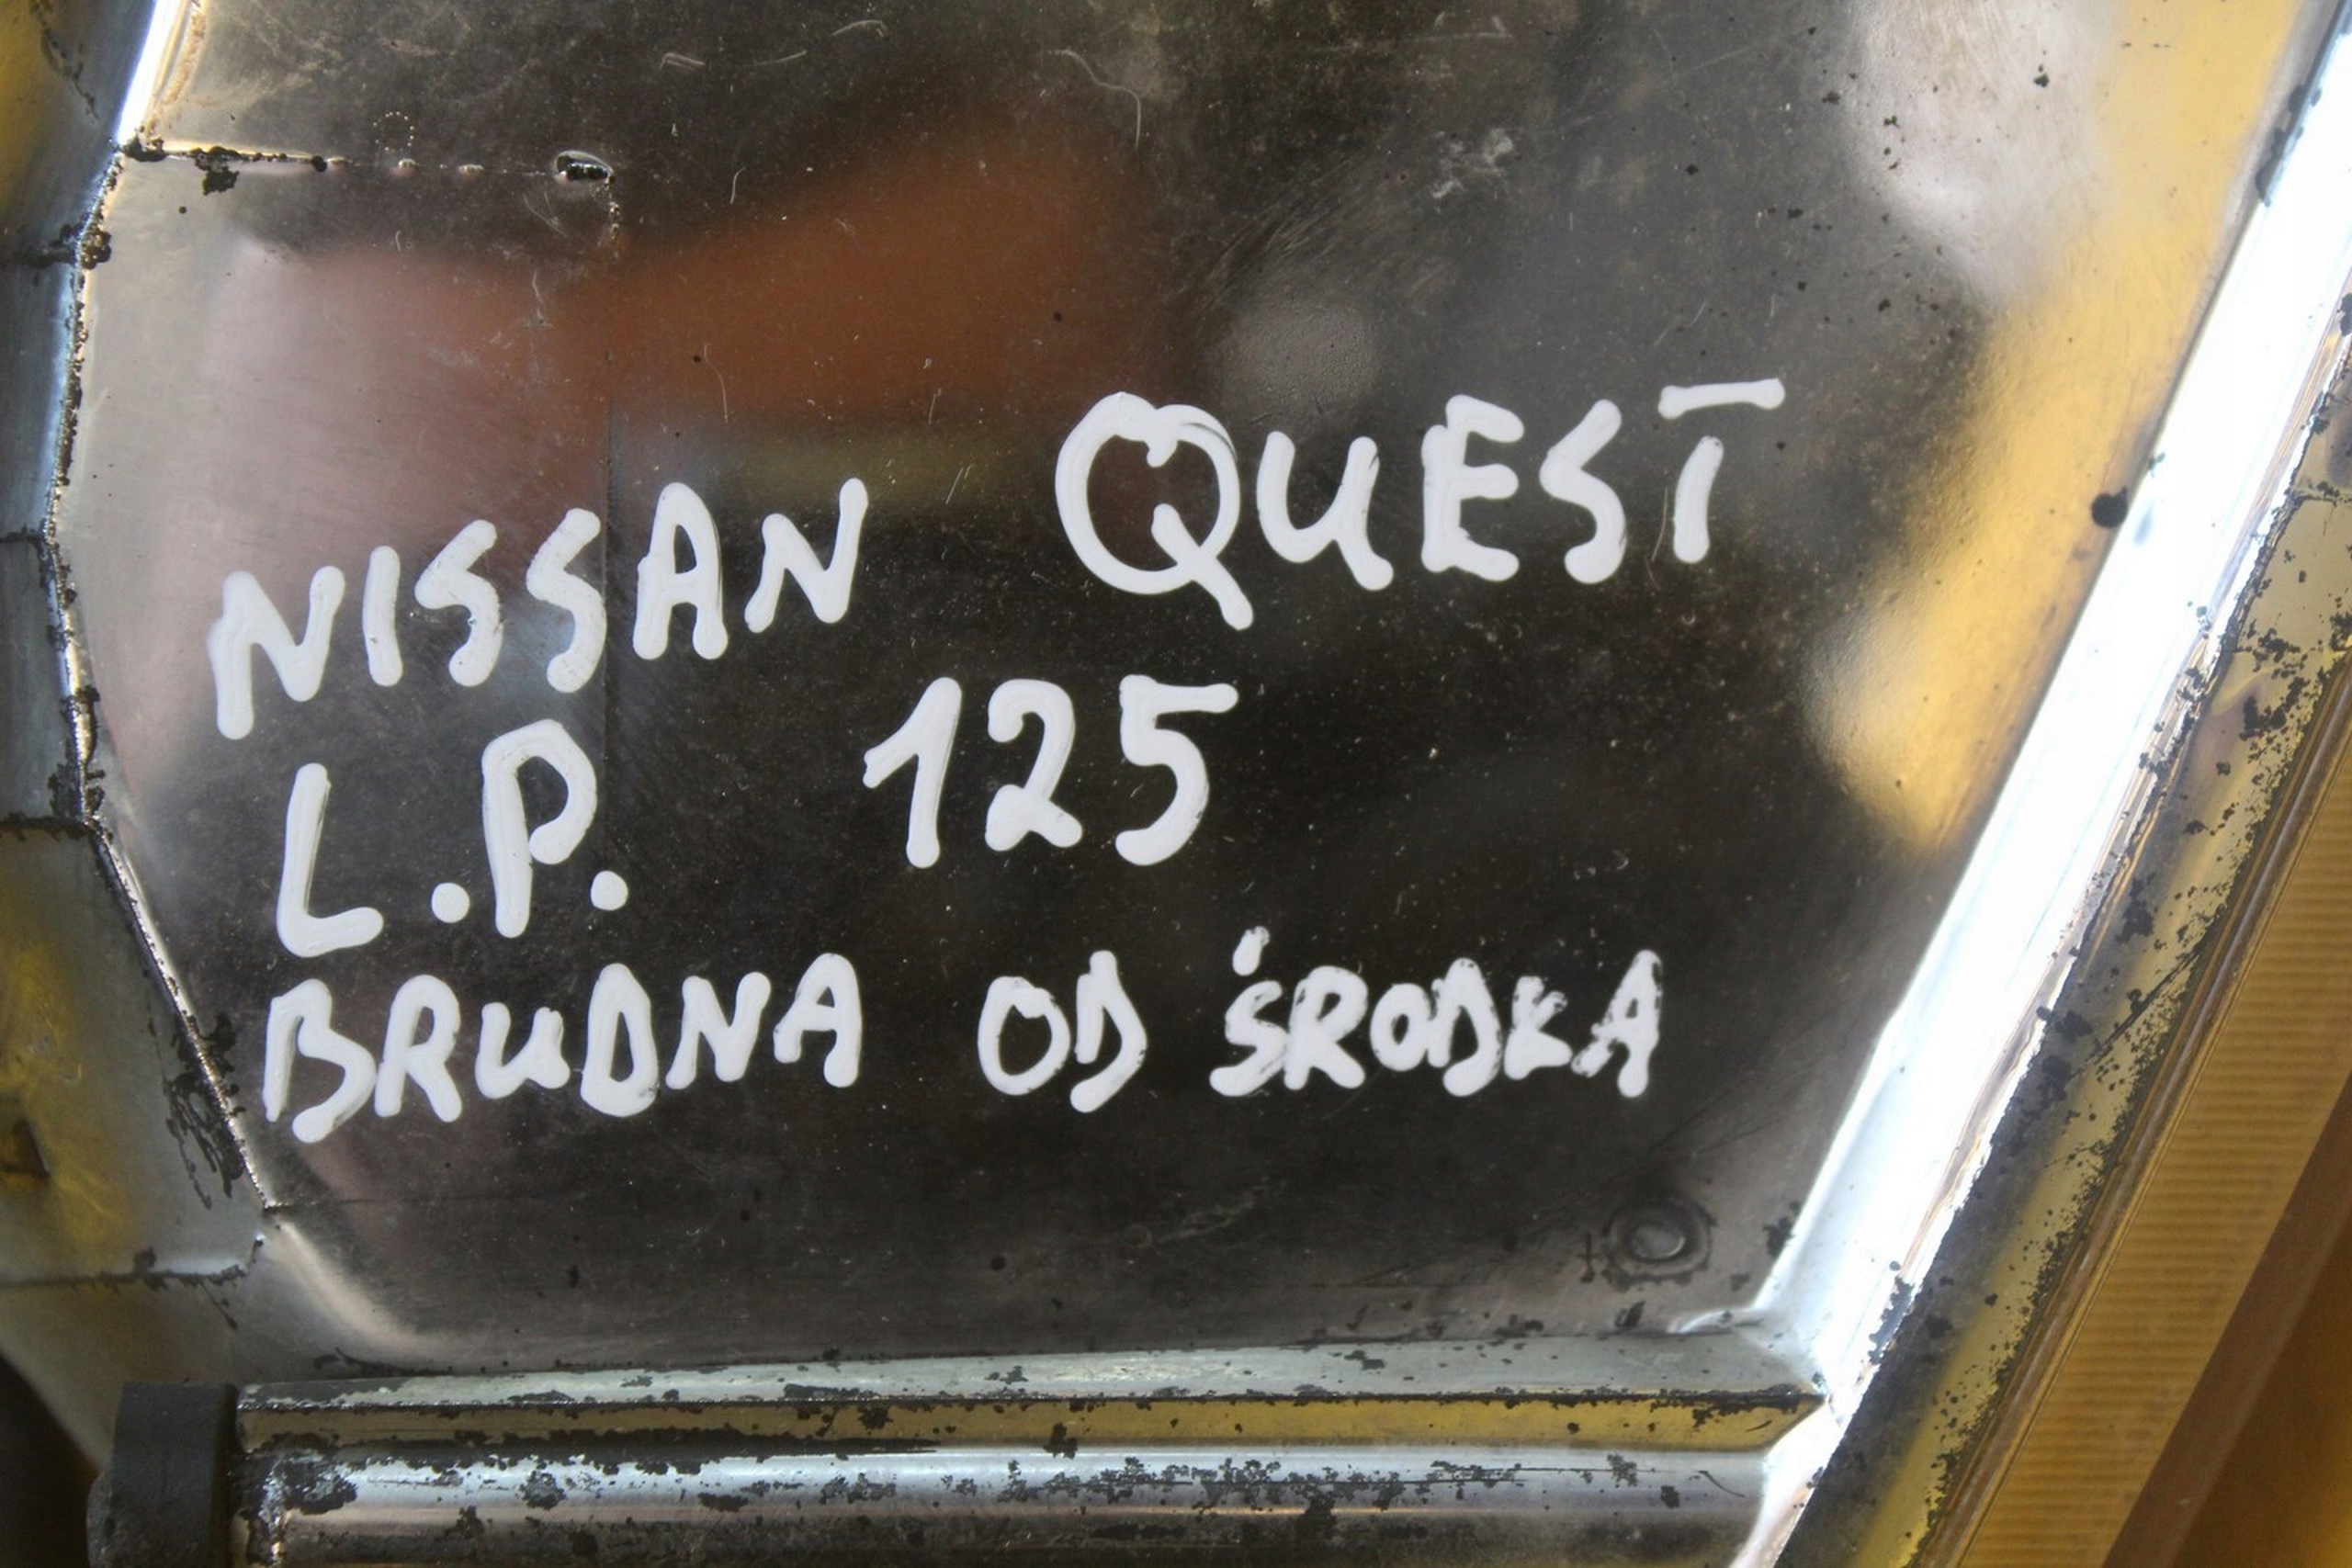 NISSAN QUEST
L.P. 125
BRUDNA OD ŚRODKA